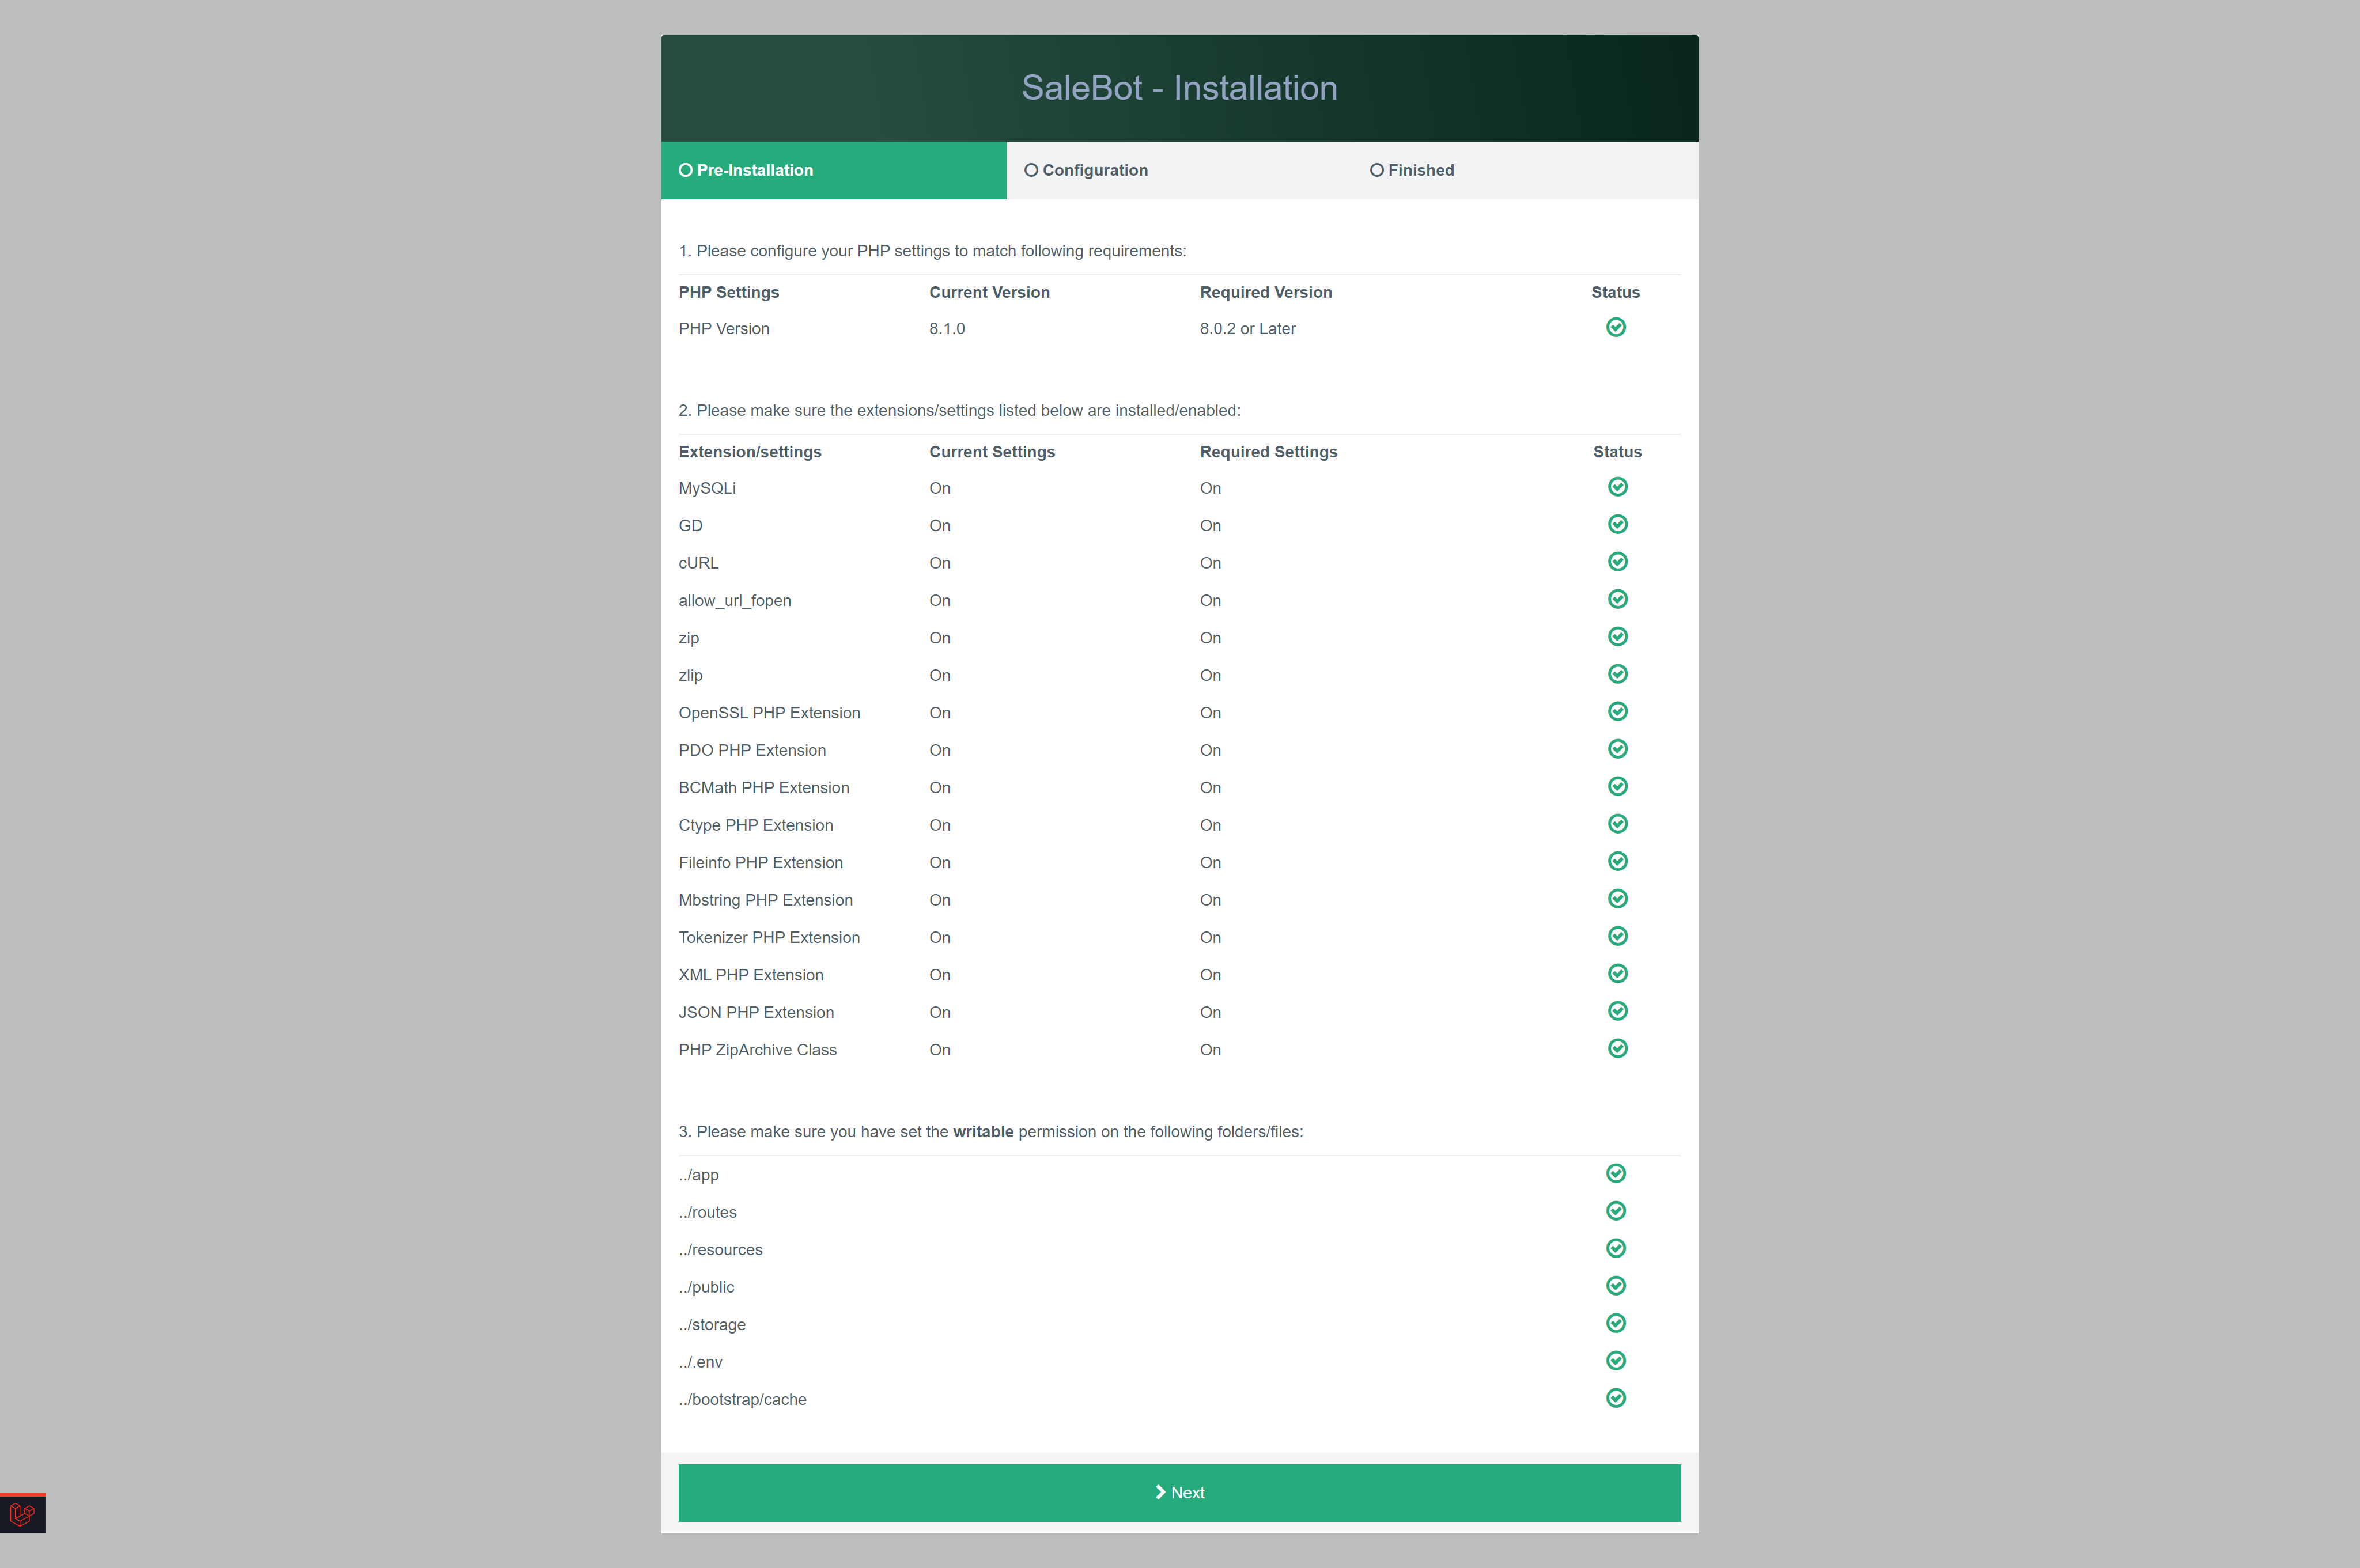 SaleBot - Installation
Pre-Installation Configuration Finished
1. Please configure your PHP settings to match following requirements:
PHP Settings Current Version Required Version Status
PHP Version 8.1.0 8.0.2 or Later
2. Please make sure the extensions/settings listed below are installed/enabled:
Extension/settings Current Settings Required Settings Status
MySQLi On On
GD On On
cURL On On
allow_url_fopen On On
zip On On
zlip On On
OpenSSL PHP Extension On On
PDO PHP Extension On On
BCMath PHP Extension On On
Ctype PHP Extension On On
Fileinfo PHP Extension On On
Mbstring PHP Extension On On
Tokenizer PHP Extension On On
XML PHP Extension On On
JSON PHP Extension On On
PHP ZipArchive Class On On
3. Please make sure you have set the writable permission on the following folders/files:
../app
../routes
../resources
../public
../storage
../.env
../bootstrap/cache
Next